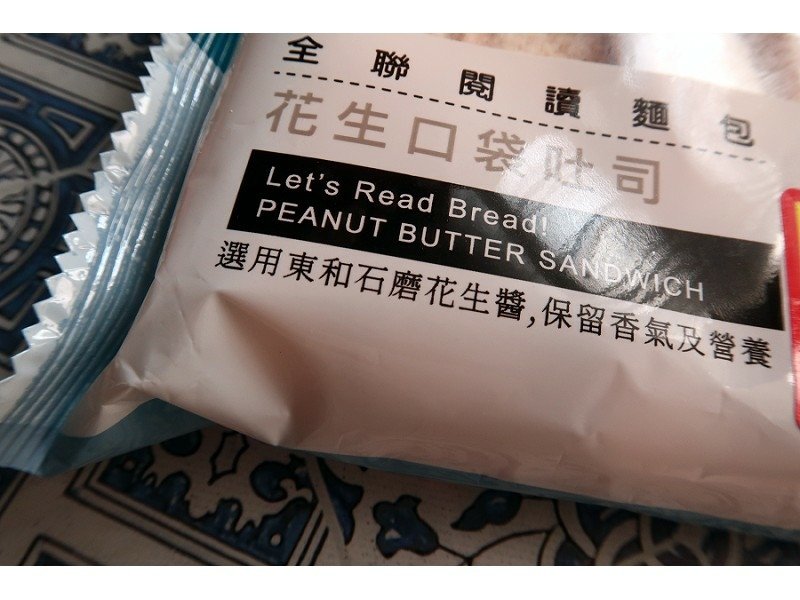 全聯閱讀麵包
花生口袋吐司
Let's Read Bread!
PEANUT BUTTER SANDWICH
選用東和石磨花生醬,保留香氣及營養